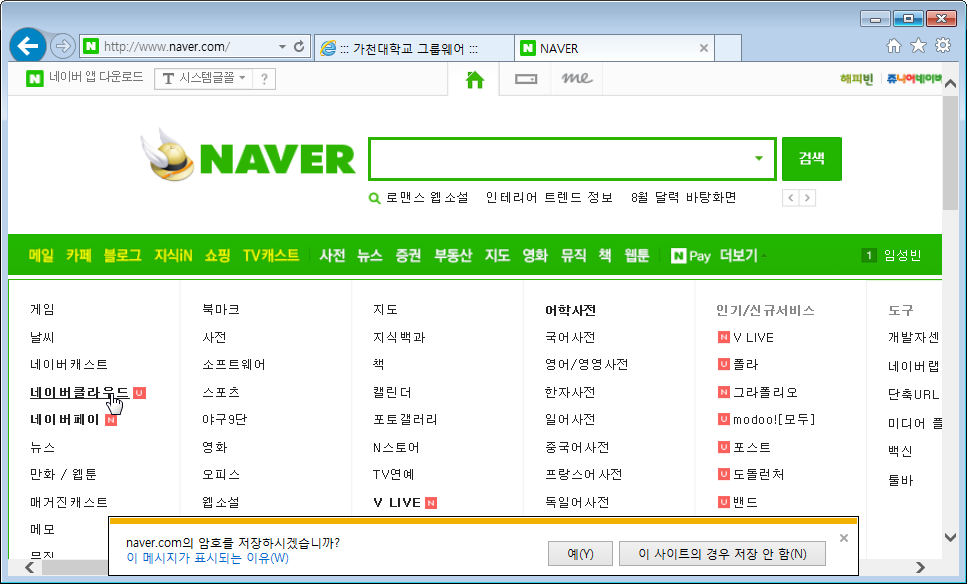 http://www.naver.com/
::: 가천대학교 그룹웨어 :::
NAVER
네이버 앱 다운로드
T 시스템글꼴
?
me
해피빈
쥬니어네이버
NAVER
검색
로맨스 웹소설 인테리어 트렌드 정보 8월 달력 바탕화면
메일 카페 블로그 지식iN 쇼핑 TV캐스트 사전 뉴스 증권 부동산 지도 영화 뮤직 책 웹툰 N Pay 더보기
1 임성빈
게임
날씨
네이버캐스트
네이버클라우드 U
네이버페이 N
뉴스
만화 / 웹툰
매거진캐스트
메모
뮤직
북마크
사전
소프트웨어
스포츠
야구9단
영화
오피스
웹소설
지도
지식백과
책
캘린더
포토갤러리
N스토어
TV연예
V LIVE N
어학사전
국어사전
영어/영영사전
한자사전
일어사전
중국어사전
프랑스어사전
독일어사전
인기/신규서비스
N V LIVE
U 폴라
N 그라폴리오
U modoo![모두]
U 포스트
U 도돌런처
U 밴드
도구
개발자센
네이버랩
단축URL
미디어 플
백신
툴바
naver.com의 암호를 저장하시겠습니까?
이 메시지가 표시되는 이유(W)
예(Y)
이 사이트의 경우 저장 안 함(N)